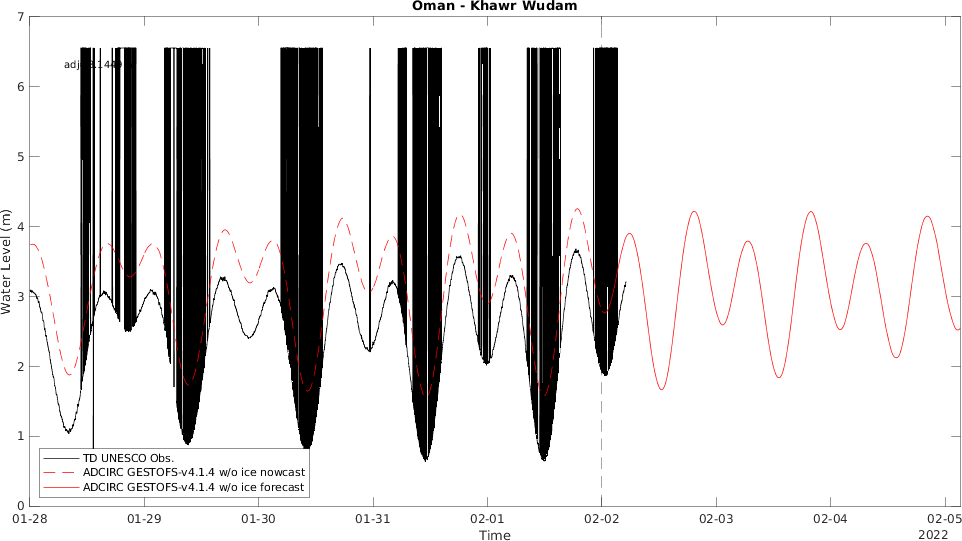 Oman - Khawr Wudam
7
6
5
4
3
2
1
0
Water Level (m)
TD UNESCO Obs.
ADCIRC GESTOFS-v4.1.4 w/o ice nowcast
ADCIRC GESTOFS-v4.1.4 w/o ice forecast
01-28 01-29 01-30 01-31 02-01 02-02 02-03 02-04 02-05
Time
2022